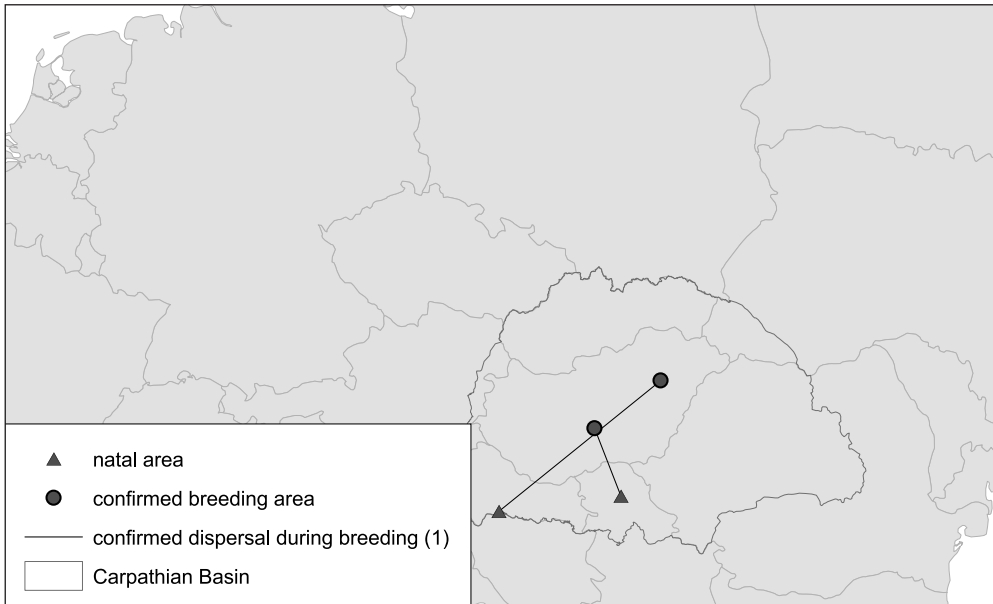 natal area
confirmed breeding area
confirmed dispersal during breeding (1)
Carpathian Basin